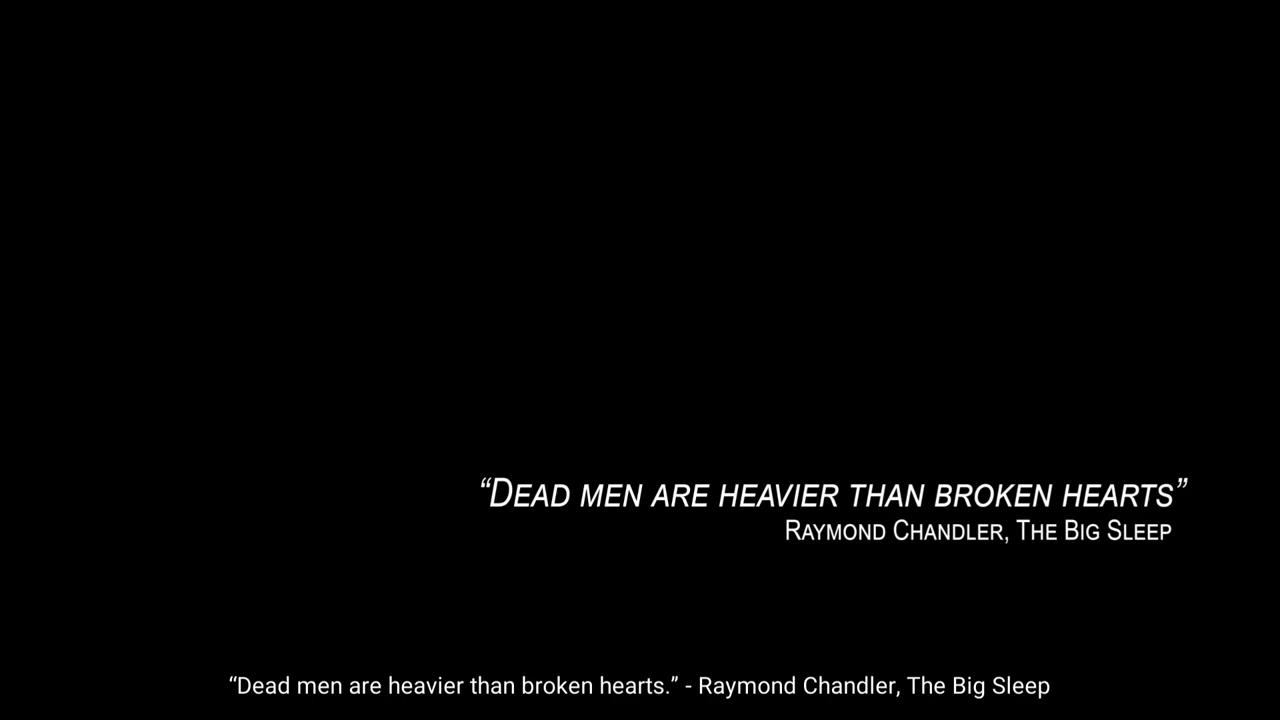 “Dead men are heavier than broken hearts”
Raymond Chandler, The Big Sleep
“Dead men are heavier than broken hearts.” - Raymond Chandler, The Big Sleep